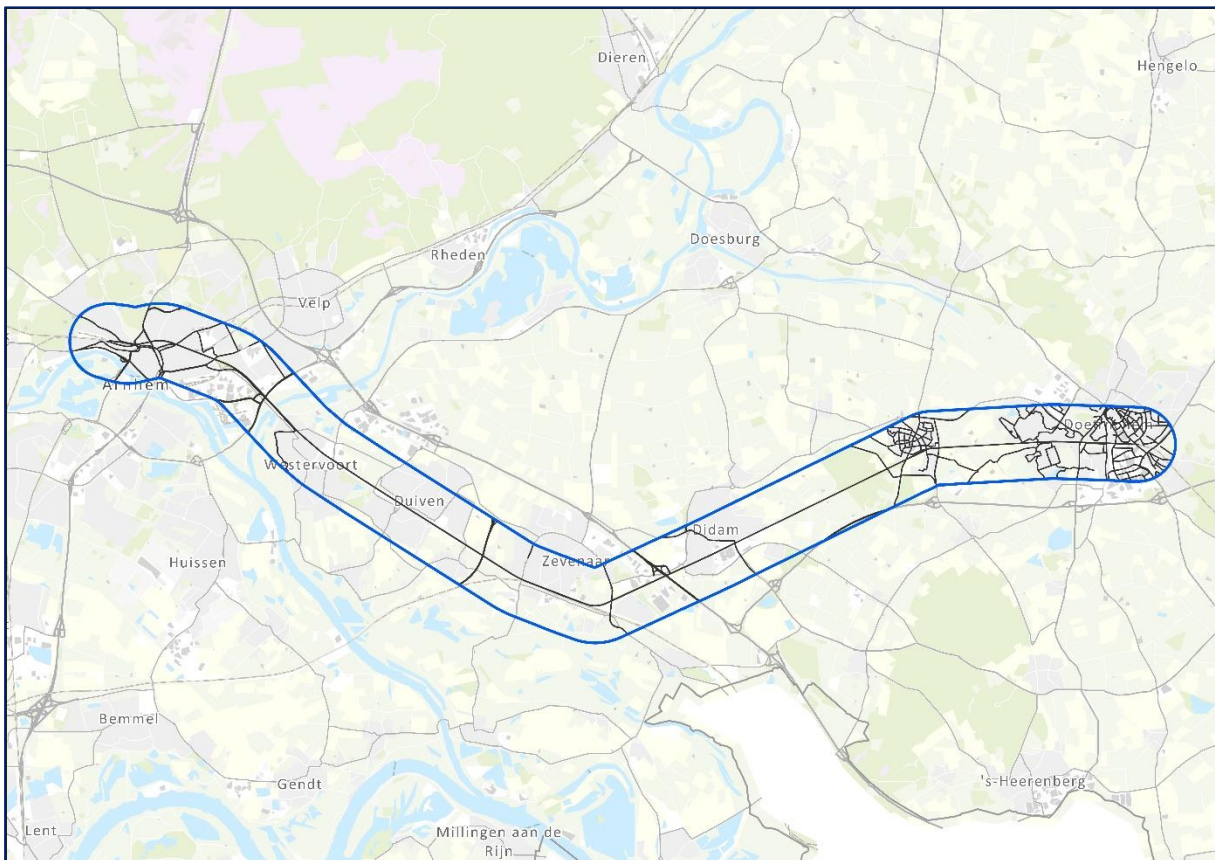 Dieren
Hengelo
Doesburg
Rheden
Velp
Arnhem
Doetinchem
Westervoort
Duiven
Didam
Zevenaar
Huissen
Bemmel
Gendt
's-Heerenberg
Lent
Millingen aan de
Rijn